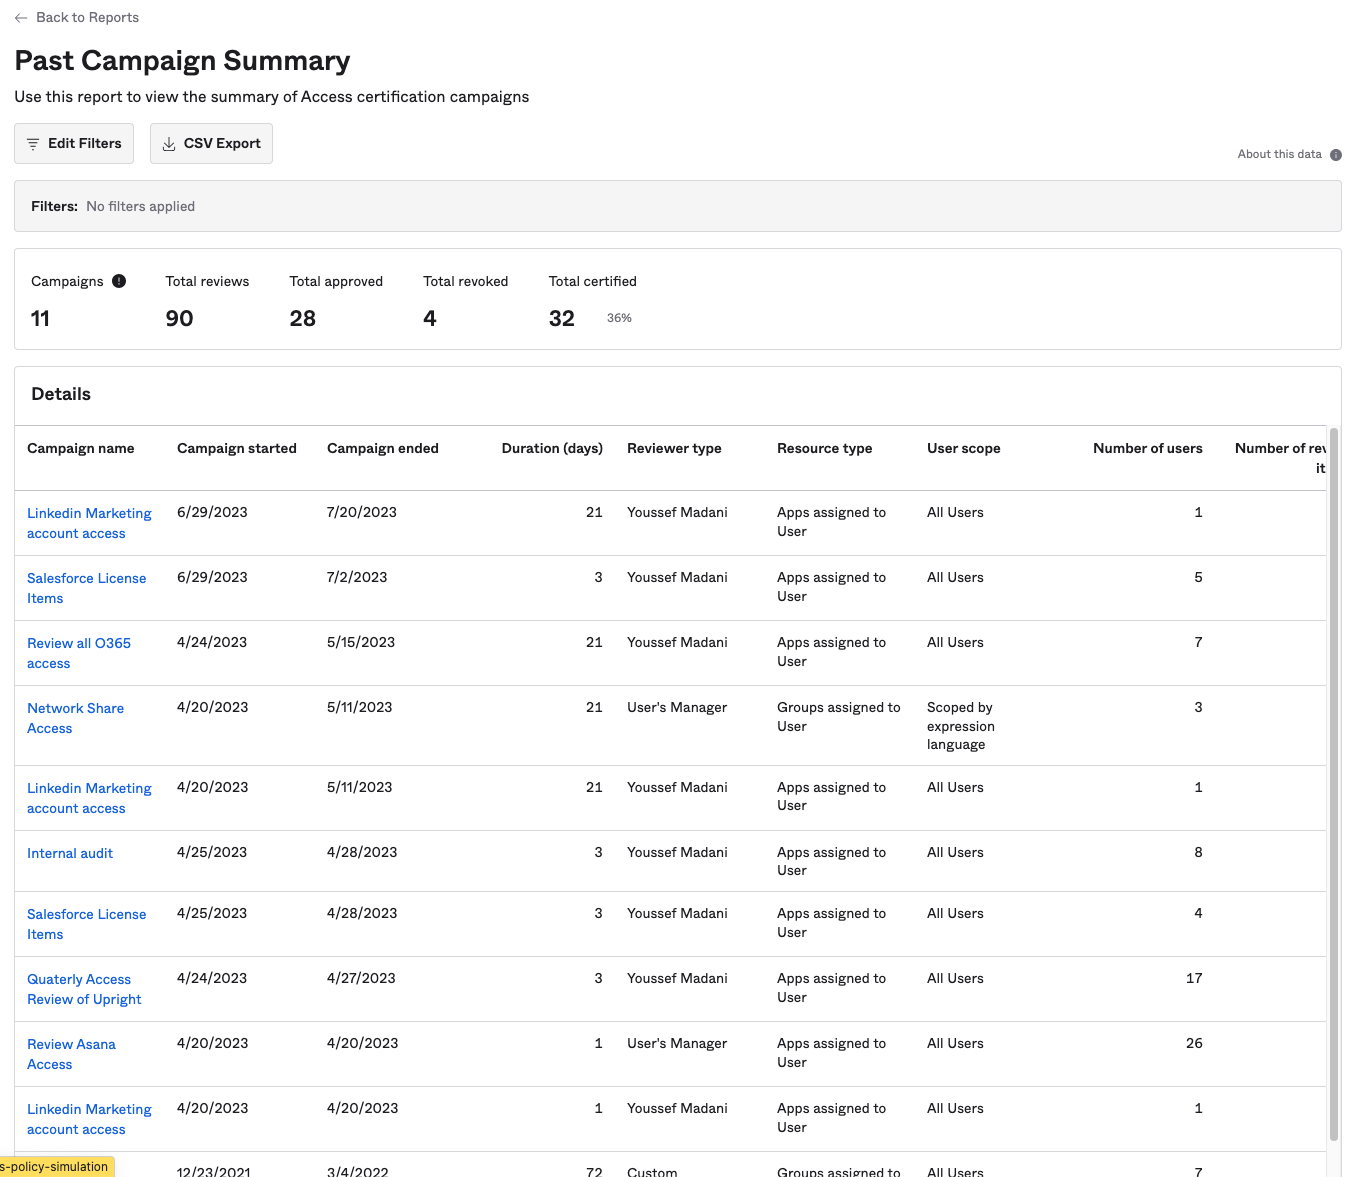 Back to Reports
Past Campaign Summary
Use this report to view the summary of Access certification campaigns
Edit Filters
CSV Export
About this data
Filters: No filters applied
Campaigns Total reviews Total approved Total revoked Total certified
11 90 28 4 32 36%
Details
Campaign name Campaign started Campaign ended Duration (days) Reviewer type Resource type User scope Number of users Number of
Linkedin Marketing 6/29/2023 7/20/2023 21 Youssef Madani Apps assigned to All Users 1
account access User
Salesforce License 6/29/2023 7/2/2023 3 Youssef Madani Apps assigned to All Users 5
Items User
Review all O365 4/24/2023 5/15/2023 21 Youssef Madani Apps assigned to All Users 7
access User
Network Share 4/20/2023 5/11/2023 21 User's Manager Groups assigned to Scoped by 3
Access User expression
language
Linkedin Marketing 4/20/2023 5/11/2023 21 Youssef Madani Apps assigned to All Users 1
account access User
Internal audit 4/25/2023 4/28/2023 3 Youssef Madani Apps assigned to All Users 8
User
Salesforce License 4/25/2023 4/28/2023 3 Youssef Madani Apps assigned to All Users 4
Items User
Quaterly Access 4/24/2023 4/27/2023 3 Youssef Madani Apps assigned to All Users 17
Review of Upright User
Review Asana 4/20/2023 4/20/2023 1 User's Manager Apps assigned to All Users 26
Access User
Linkedin Marketing 4/20/2023 4/20/2023 1 Youssef Madani Apps assigned to All Users 1
account access User
s-policy-simulation 12/23/2021 3/4/2022 72 Custom Groups assigned to All Users 7